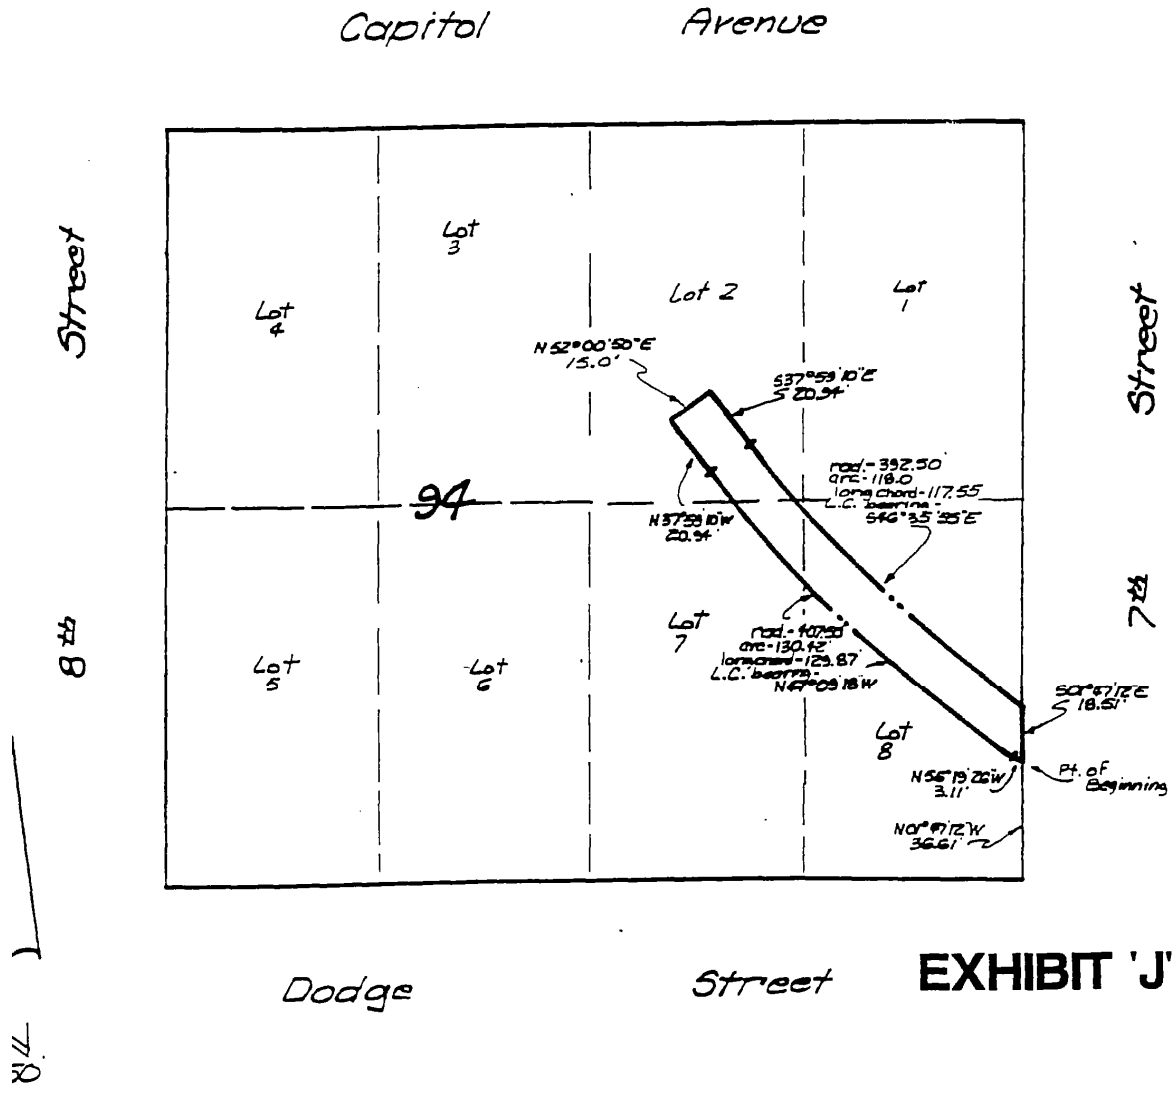 Capitol Avenue
Street
8th
Street
7th
Lot
3
Lot
4
Lot 2
Lot
1
N 52°00'50"E
15.0'
S37°59'10"E
20.94'
rad.-392.50'
arc-118.0
long chord-117.55
L.C. bearing-
S46°35'55"E
94
N37°59'10"W
20.94'
Lot
7
rad.-407.50'
arc-130.42'
long chord-129.87'
L.C. bearing-
N47°09'18"W
Lot
5
Lot
6
Lot
8
S01°47'12"E
18.51'
N56°19'26"W
3.11'
Pt. of
Beginning
N01°47'12"W
36.61'
Dodge Street
EXHIBIT 'J'